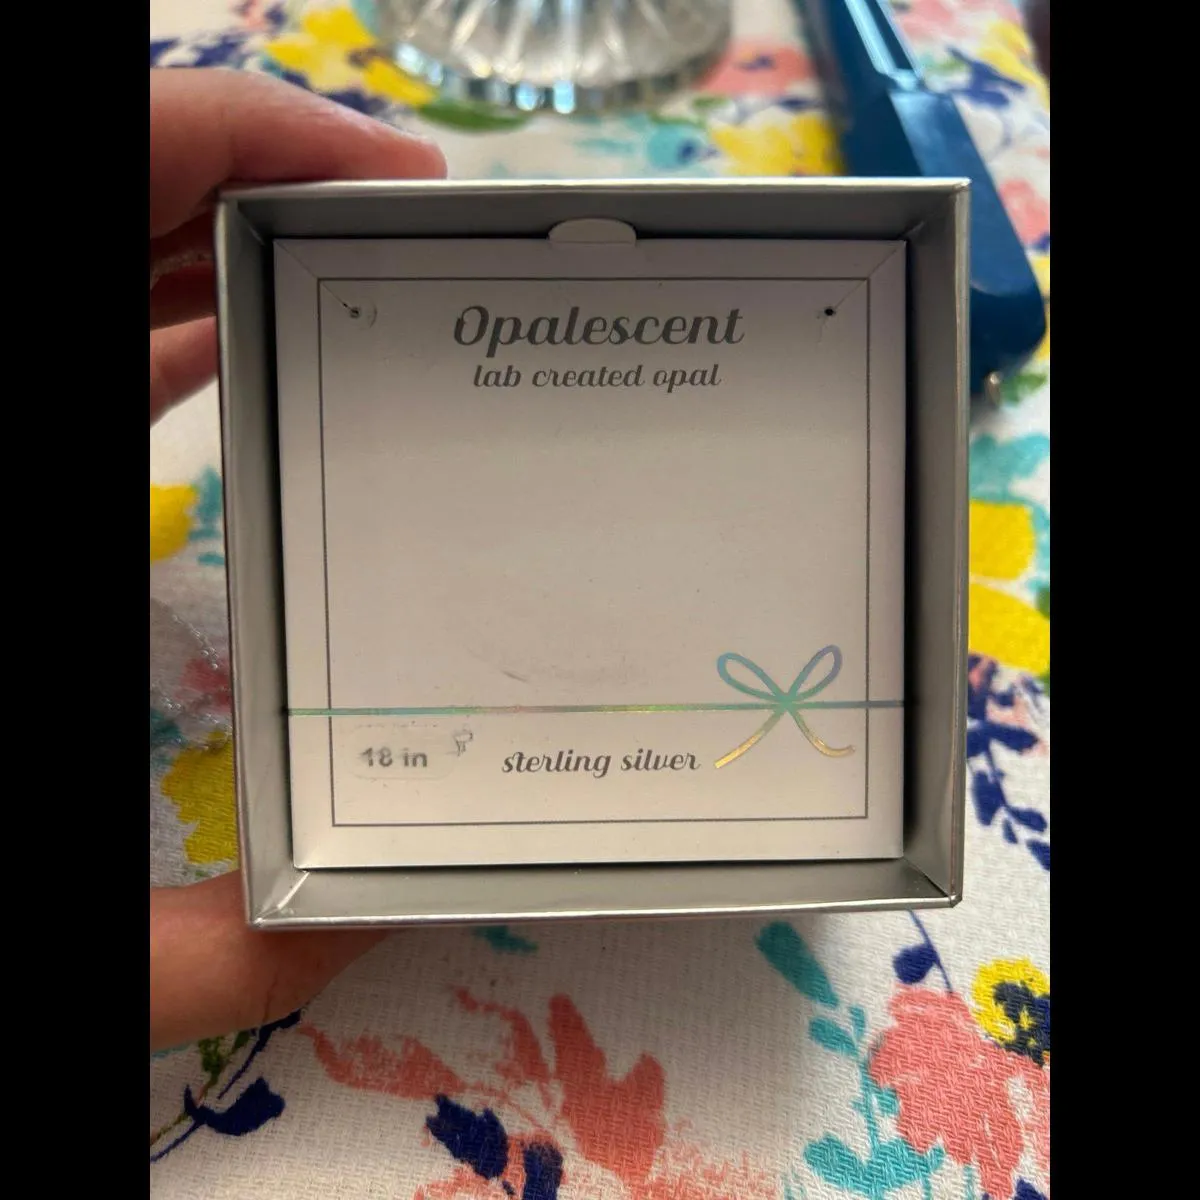 Opalescent
lab created opal
18 in
sterling silver